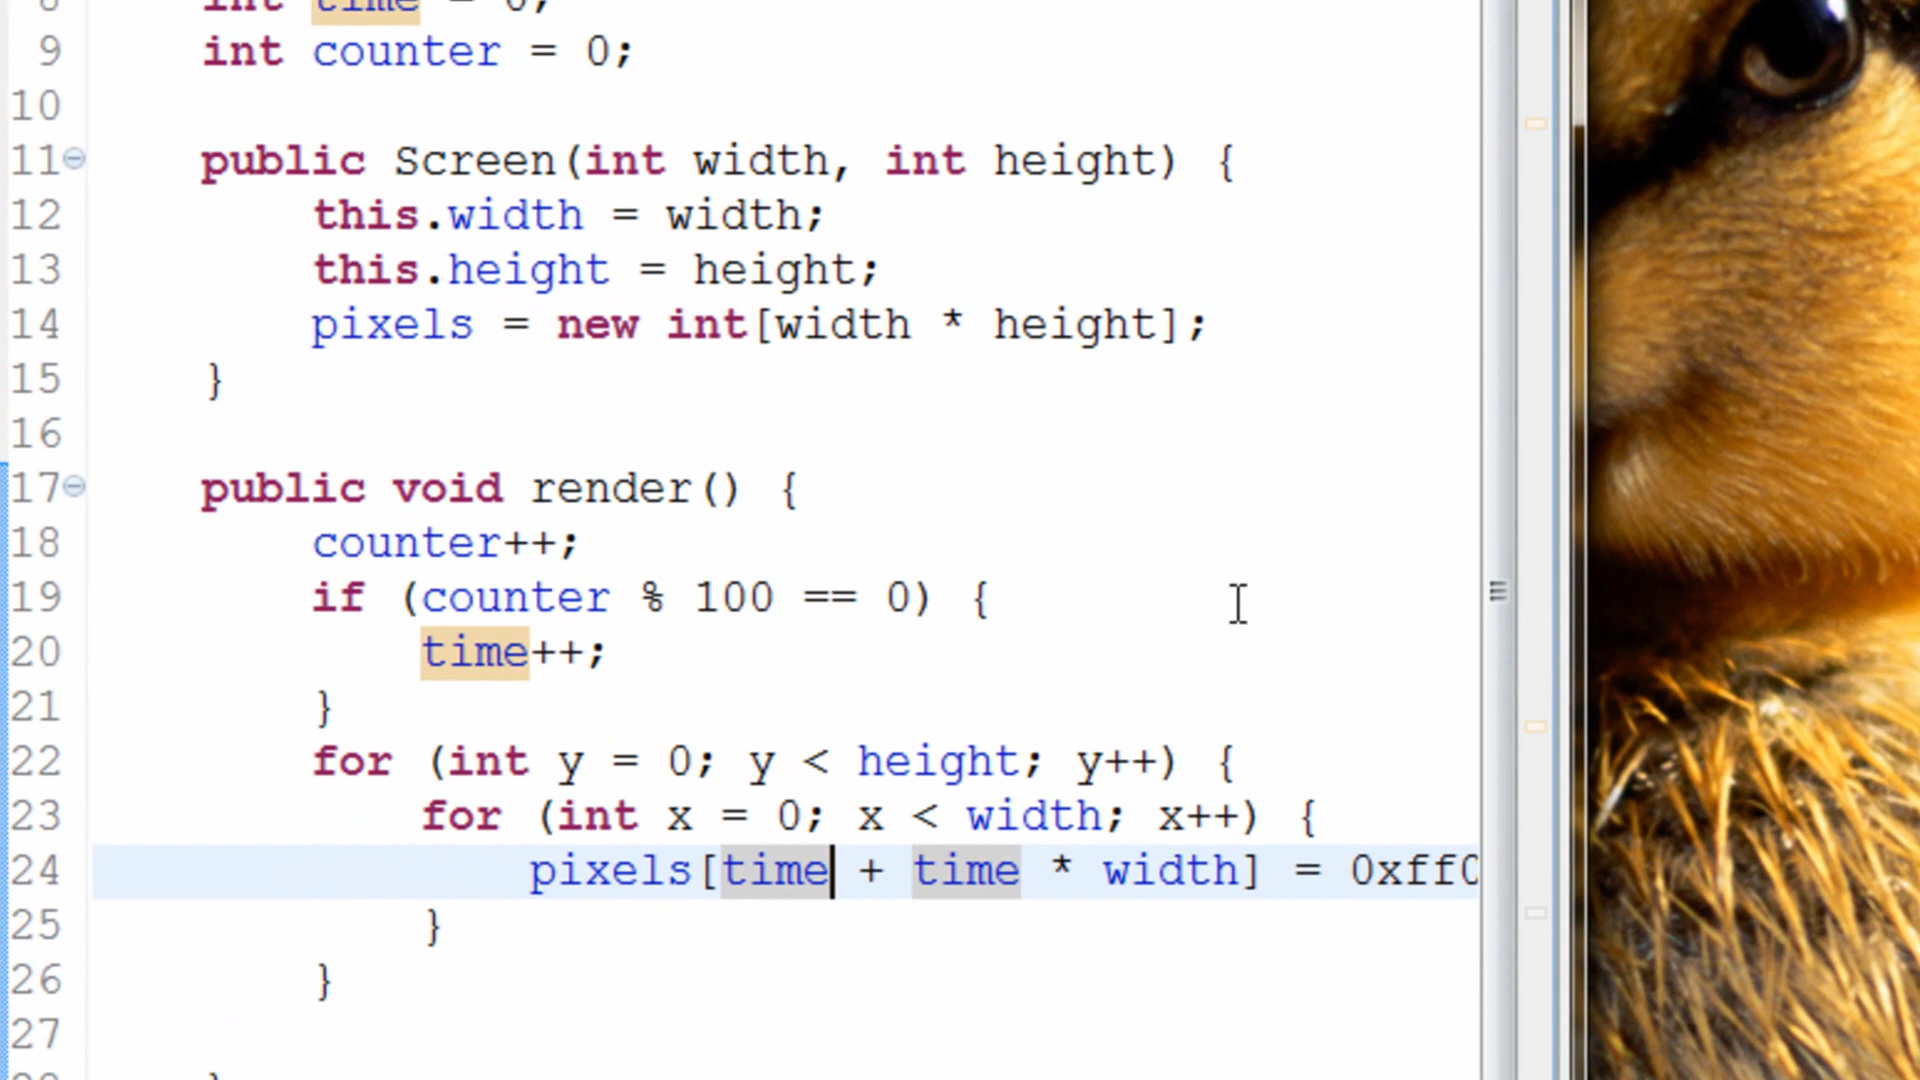 int time = 0;
9 int counter = 0;
10
11 public Screen(int width, int height) {
12 this.width = width;
13 this.height = height;
14 pixels = new int[width * height];
15 }
16
17 public void render() {
18 counter++;
19 if (counter % 100 == 0) {
20 time++;
21 }
22 for (int y = 0; y < height; y++) {
23 for (int x = 0; x < width; x++) {
24 pixels[time + time * width] = 0xff0
25 }
26 }
27